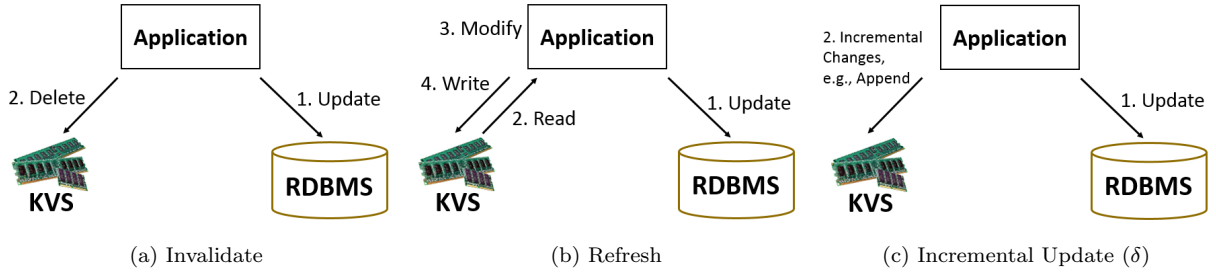 Application
2. Delete
1. Update
KVS
RDBMS
(a) Invalidate
3. Modify
Application
4. Write
2. Read
1. Update
KVS
RDBMS
(b) Refresh
2. Incremental
Changes,
e.g., Append
Application
1. Update
KVS
RDBMS
(c) Incremental Update (δ)